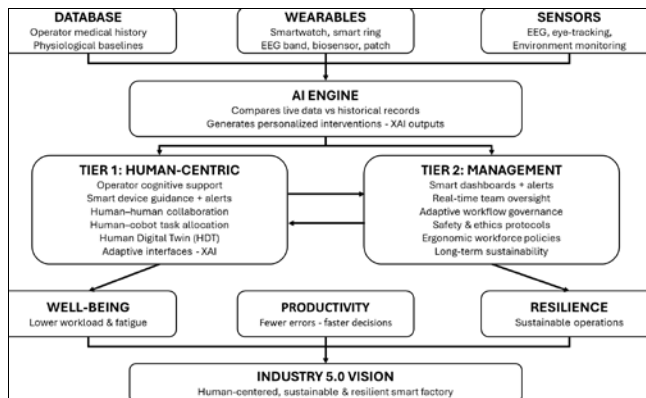 DATABASE
Operator medical history
Physiological baselines
WEARABLES
Smartwatch, smart ring
EEG band, biosensor, patch
SENSORS
EEG, eye-tracking,
Environment monitoring
AI ENGINE
Compares live data vs historical records
Generates personalized interventions - XAI outputs
TIER 1: HUMAN-CENTRIC
Operator cognitive support
Smart device guidance + alerts
Human–human collaboration
Human–cobot task allocation
Human Digital Twin (HDT)
Adaptive interfaces - XAI
TIER 2: MANAGEMENT
Smart dashboards + alerts
Real-time team oversight
Adaptive workflow governance
Safety & ethics protocols
Ergonomic workforce policies
Long-term sustainability
WELL-BEING
Lower workload & fatigue
PRODUCTIVITY
Fewer errors - faster decisions
RESILIENCE
Sustainable operations
INDUSTRY 5.0 VISION
Human-centered, sustainable & resilient smart factory